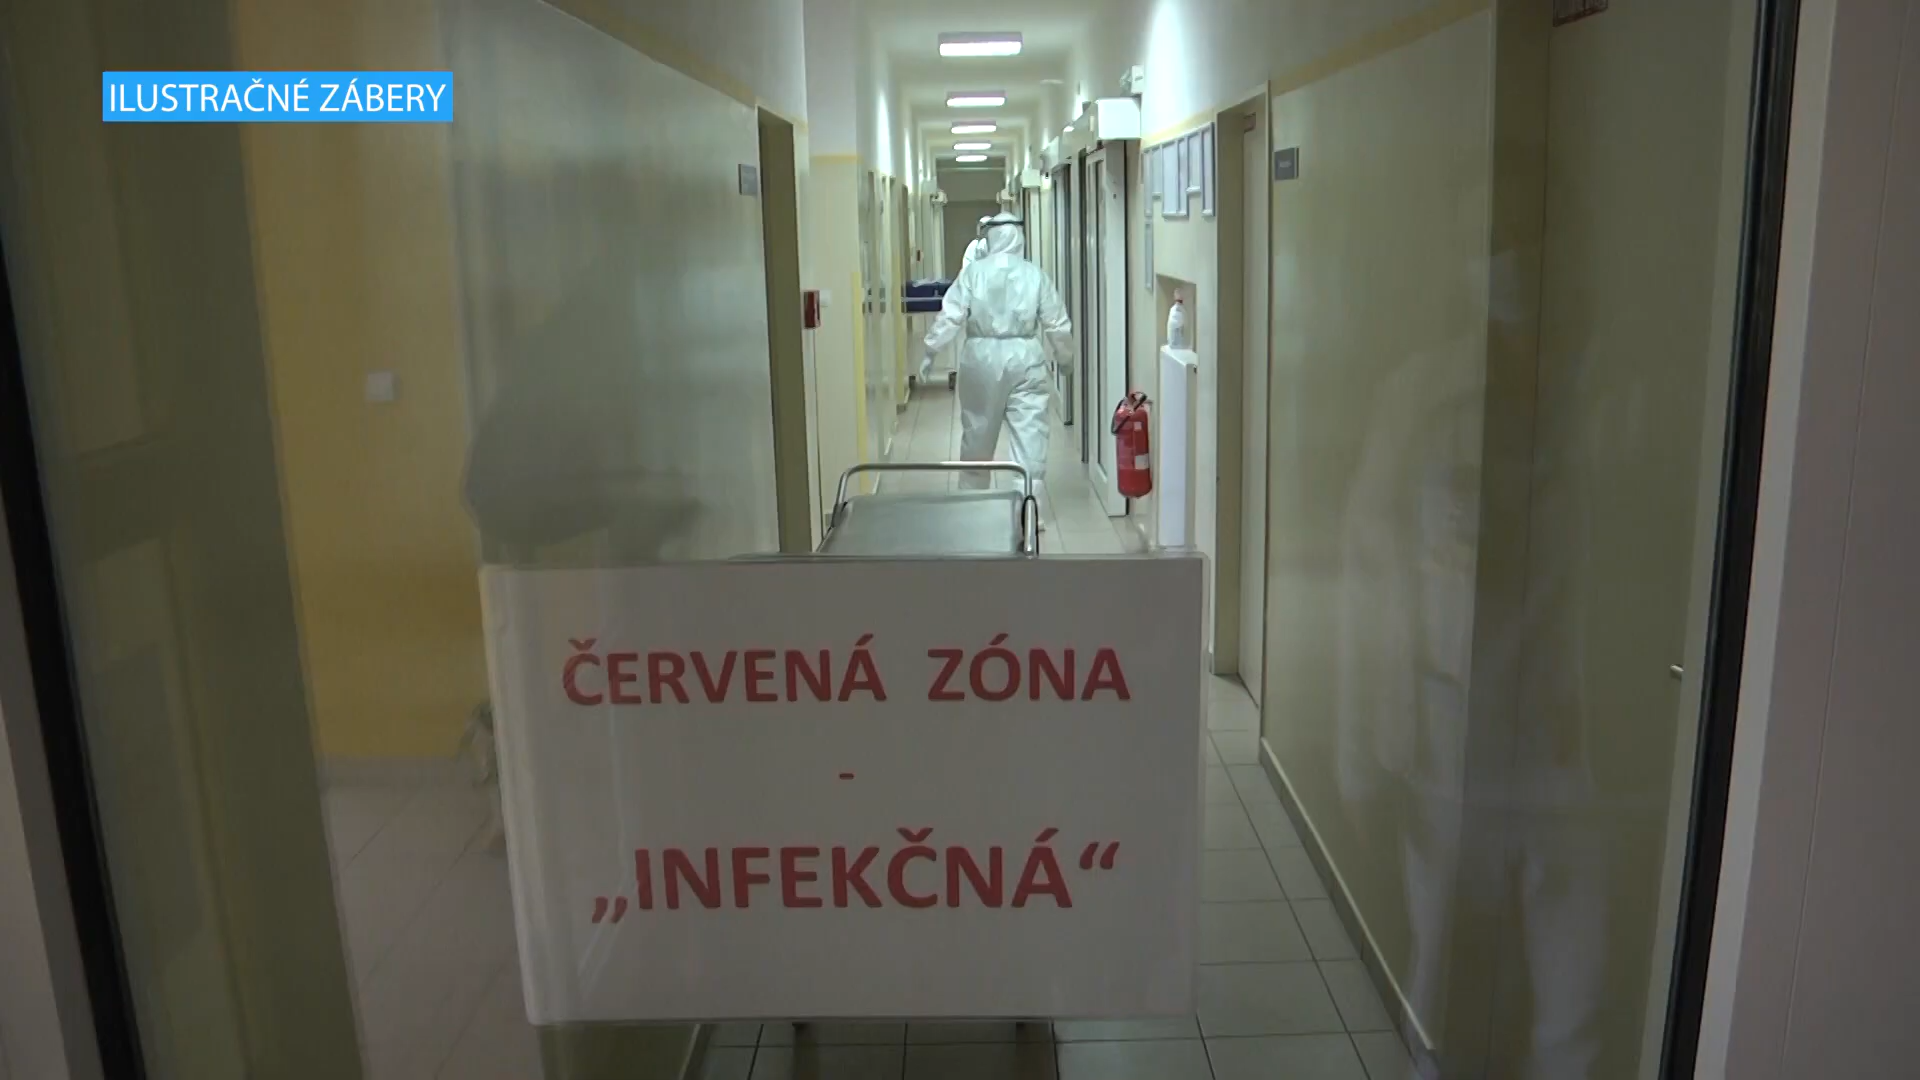 ILUSTRAČNÉ ZÁBERY
ČERVENÁ ZÓNA
-
„INFEKČNÁ“